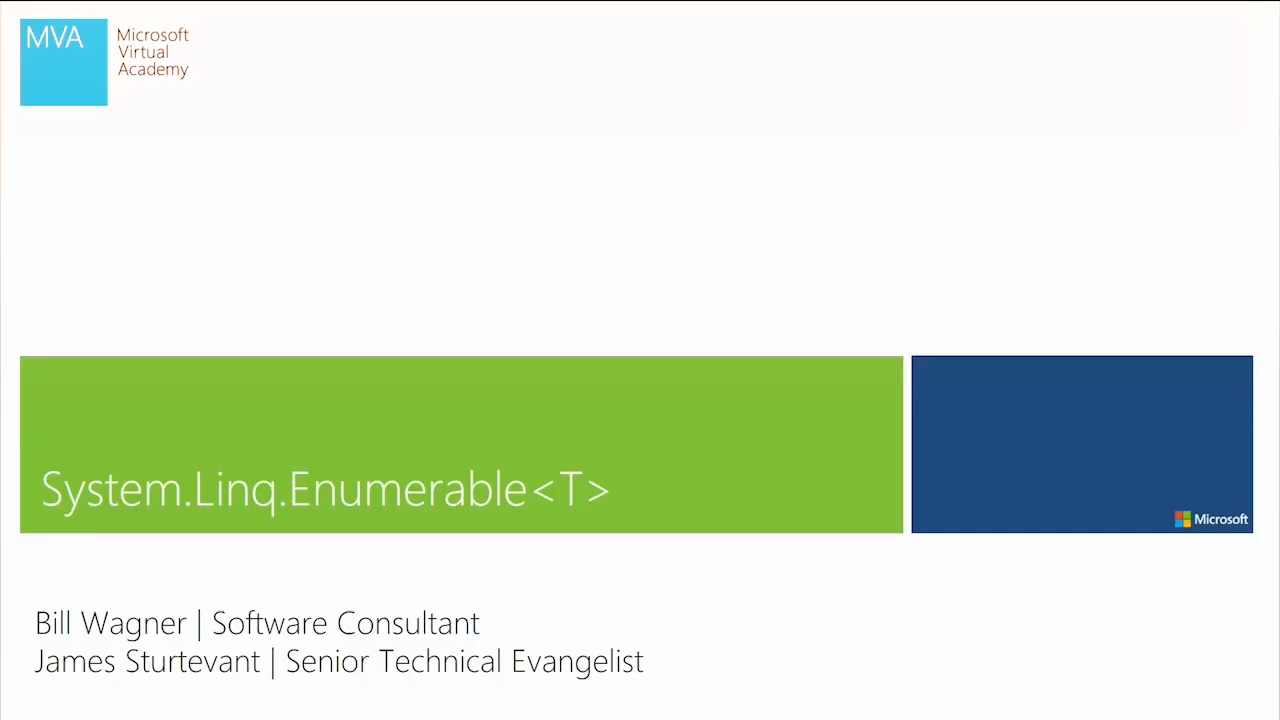 MVA
Microsoft
Virtual
Academy
System.Linq.Enumerable<T>
Microsoft
Bill Wagner | Software Consultant
James Sturtevant | Senior Technical Evangelist